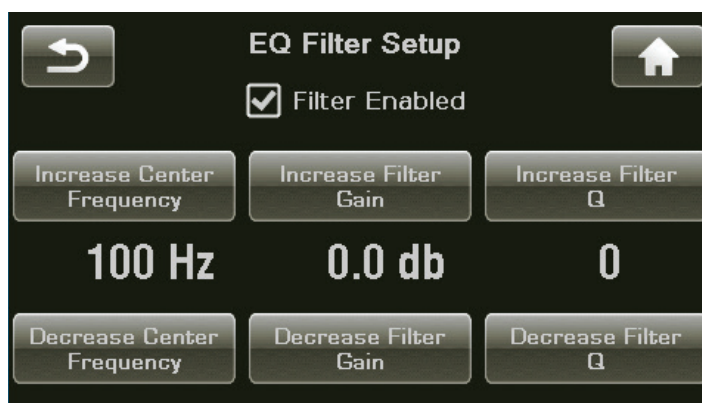 EQ Filter Setup
Filter Enabled
Increase Center
Frequency
Increase Filter
Gain
Increase Filter
Q
100 Hz
0.0 db
0
Decrease Center
Frequency
Decrease Filter
Gain
Decrease Filter
Q